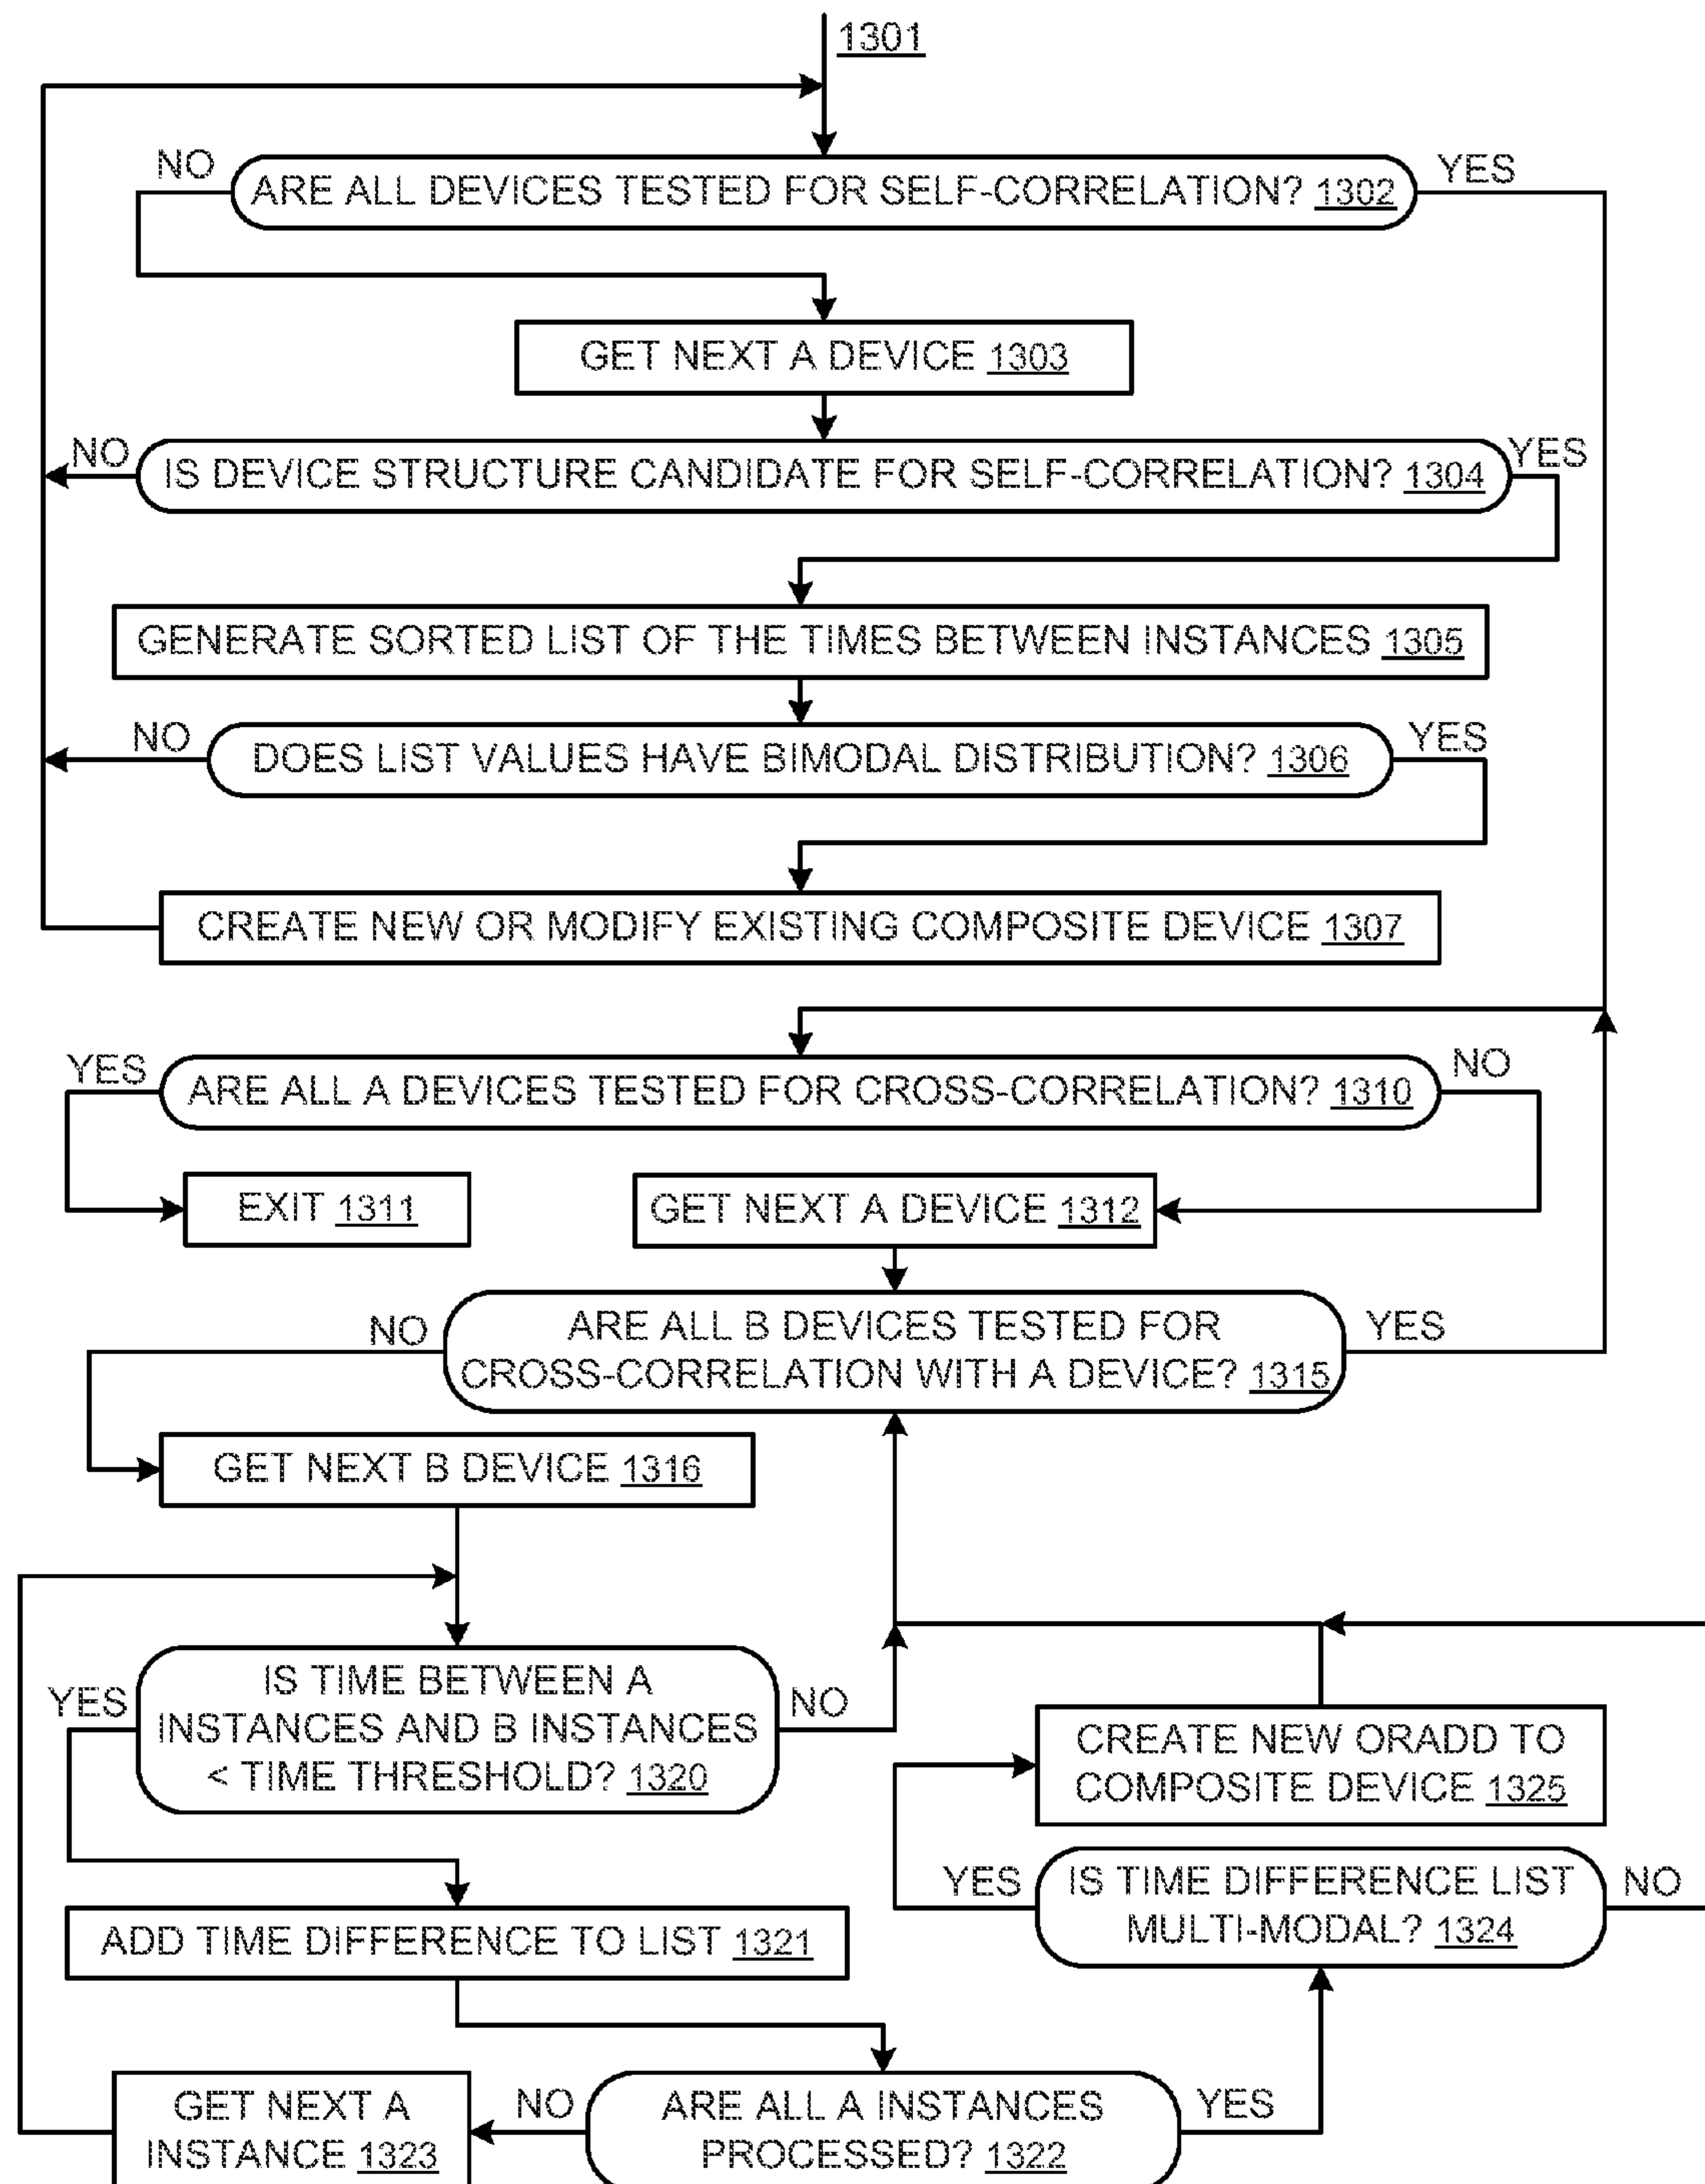 1301
NO
YES
ARE ALL DEVICES TESTED FOR SELF-CORRELATION? 1302
GET NEXT A DEVICE 1303
NO
YES
IS DEVICE STRUCTURE CANDIDATE FOR SELF-CORRELATION? 1304
GENERATE SORTED LIST OF THE TIMES BETWEEN INSTANCES 1305
NO
YES
DOES LIST VALUES HAVE BIMODAL DISTRIBUTION? 1306
CREATE NEW OR MODIFY EXISTING COMPOSITE DEVICE 1307
YES
NO
ARE ALL A DEVICES TESTED FOR CROSS-CORRELATION? 1310
EXIT 1311
GET NEXT A DEVICE 1312
NO
YES
ARE ALL B DEVICES TESTED FOR
CROSS-CORRELATION WITH A DEVICE? 1315
GET NEXT B DEVICE 1316
YES
IS TIME BETWEEN A
INSTANCES AND B INSTANCES
< TIME THRESHOLD? 1320
NO
CREATE NEW ORADD TO
COMPOSITE DEVICE 1325
YES
IS TIME DIFFERENCE LIST
MULTI-MODAL? 1324
NO
ADD TIME DIFFERENCE TO LIST 1321
GET NEXT A
INSTANCE 1323
NO
ARE ALL A INSTANCES
PROCESSED? 1322
YES